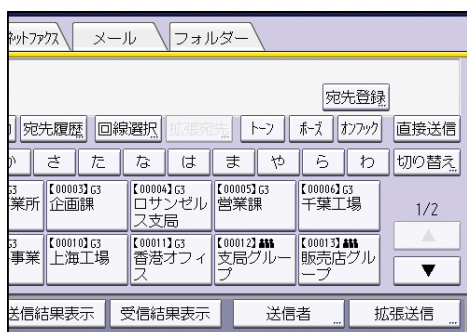 ネットファクス メール フォルダー
宛先登録
宛先履歴 回線選択 拡張宛先 トーン ポーズ オンフック 直接送信
か さ た な は ま や ら わ 切り替え
G3 【00003】G3 【00004】G3 【00005】G3 【00006】G3
業所 企画課 ロサンゼルス支局 営業課 千葉工場 1/2
G3 【00010】G3 【00011】G3 【00012】 【00013】
事業 上海工場 香港オフィス 支局グループ 販売店グループ
送信結果表示 受信結果表示 送信者 拡張送信